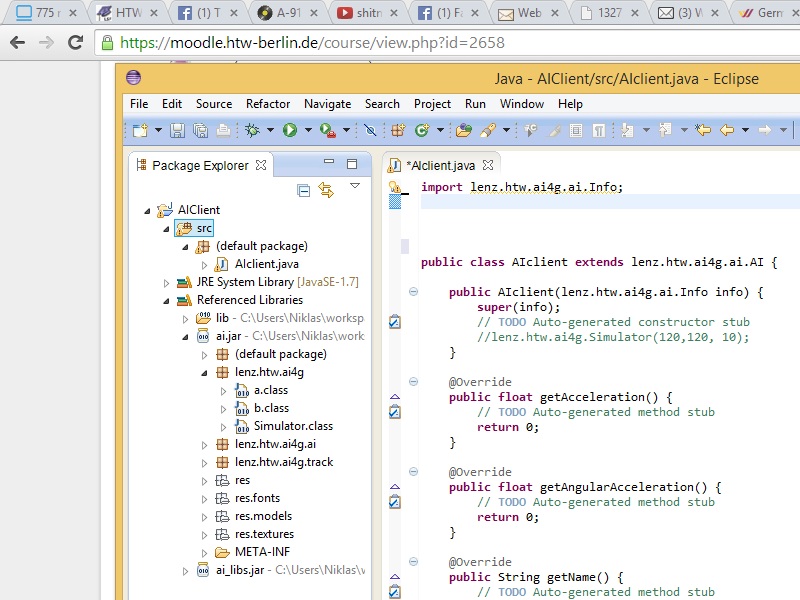 775 r
HTW
(1) T
A-91
shitn
(1) Fa
Web
1327
(3) W
Germ
https://moodle.htw-berlin.de/course/view.php?id=2658
Java - AIClient/src/AIclient.java - Eclipse
File Edit Source Refactor Navigate Search Project Run Window Help
Package Explorer
*AIclient.java
AIClient
src
(default package)
AIclient.java
JRE System Library [JavaSE-1.7]
Referenced Libraries
lib - C:\Users\Niklas\worksp
ai.jar - C:\Users\Niklas\work
(default package)
lenz.htw.ai4g
a.class
b.class
Simulator.class
lenz.htw.ai4g.ai
lenz.htw.ai4g.track
res
res.fonts
res.models
res.textures
META-INF
ai_libs.jar - C:\Users\Niklas\
import lenz.htw.ai4g.ai.Info;
public class AIclient extends lenz.htw.ai4g.ai.AI {
public AIclient(lenz.htw.ai4g.ai.Info info) {
super(info);
// TODO Auto-generated constructor stub
//lenz.htw.ai4g.Simulator(120,120, 10);
}
@Override
public float getAcceleration() {
// TODO Auto-generated method stub
return 0;
}
@Override
public float getAngularAcceleration() {
// TODO Auto-generated method stub
return 0;
}
@Override
public String getName() {
// TODO Auto-generated method stub